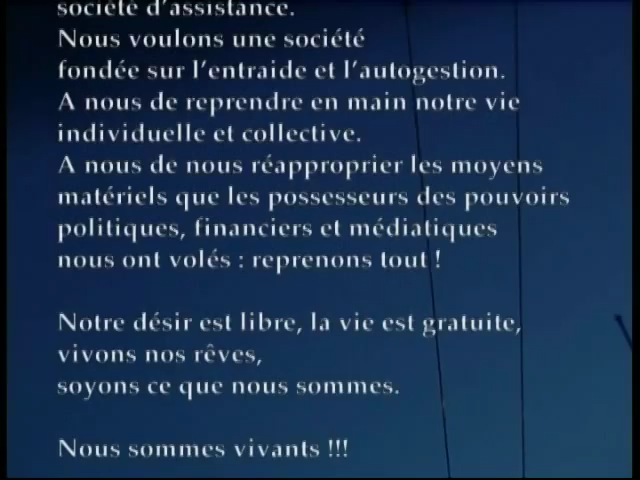 société d'assistance.
Nous voulons une société
fondée sur l'entraide et l'autogestion.
A nous de reprendre en main notre vie
individuelle et collective.
A nous de nous réapproprier les moyens
matériels que les possesseurs des pouvoirs
politiques, financiers et médiatiques
nous ont volés : reprenons tout !
Notre désir est libre, la vie est gratuite,
vivons nos rêves,
soyons ce que nous sommes.
Nous sommes vivants !!!